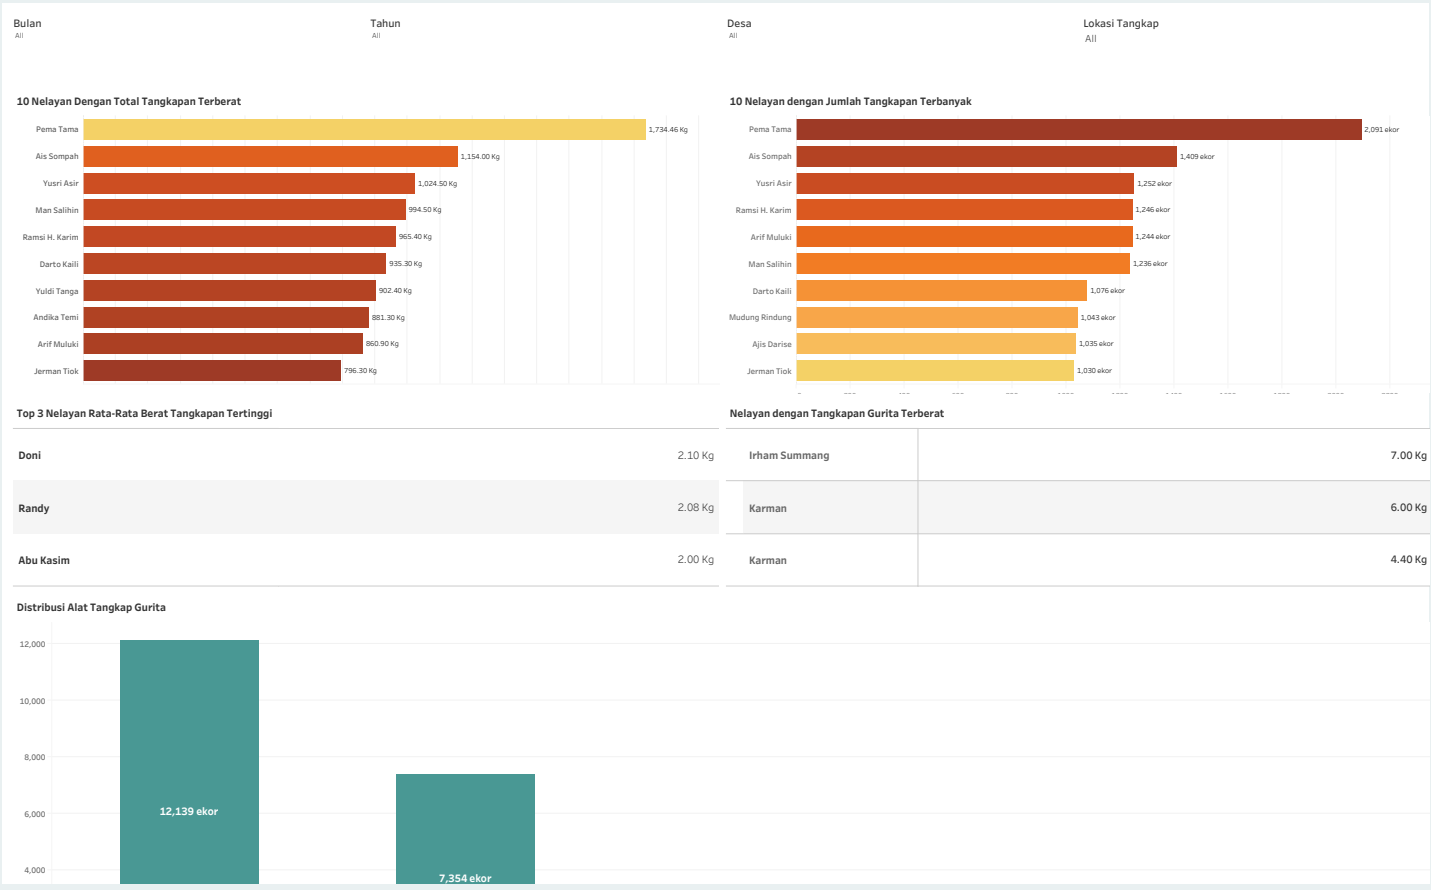 Bulan
All
Tahun
All
Desa
All
Lokasi Tangkap
All
10 Nelayan Dengan Total Tangkapan Terberat
Pema Tama 1,734.46 Kg
Ais Sompah 1,154.00 Kg
Yusri Asir 1,024.50 Kg
Man Salihin 994.50 Kg
Ramsi H. Karim 965.40 Kg
Darto Kaili 935.30 Kg
Yuldi Tanga 902.40 Kg
Andika Temi 881.30 Kg
Arif Muluki 860.90 Kg
Jerman Tiok 796.30 Kg
10 Nelayan dengan Jumlah Tangkapan Terbanyak
Pema Tama 2,091 ekor
Ais Sompah 1,409 ekor
Yusri Asir 1,252 ekor
Ramsi H. Karim 1,246 ekor
Arif Muluki 1,244 ekor
Man Salihin 1,236 ekor
Darto Kaili 1,076 ekor
Mudung Rindung 1,043 ekor
Ajis Darise 1,035 ekor
Jerman Tiok 1,030 ekor
Top 3 Nelayan Rata-Rata Berat Tangkapan Tertinggi
Doni 2.10 Kg
Randy 2.08 Kg
Abu Kasim 2.00 Kg
Nelayan dengan Tangkapan Gurita Terberat
Irham Summang 7.00 Kg
Karman 6.00 Kg
Karman 4.40 Kg
Distribusi Alat Tangkap Gurita
12,000
10,000
8,000
6,000
4,000
12,139 ekor
7,354 ekor